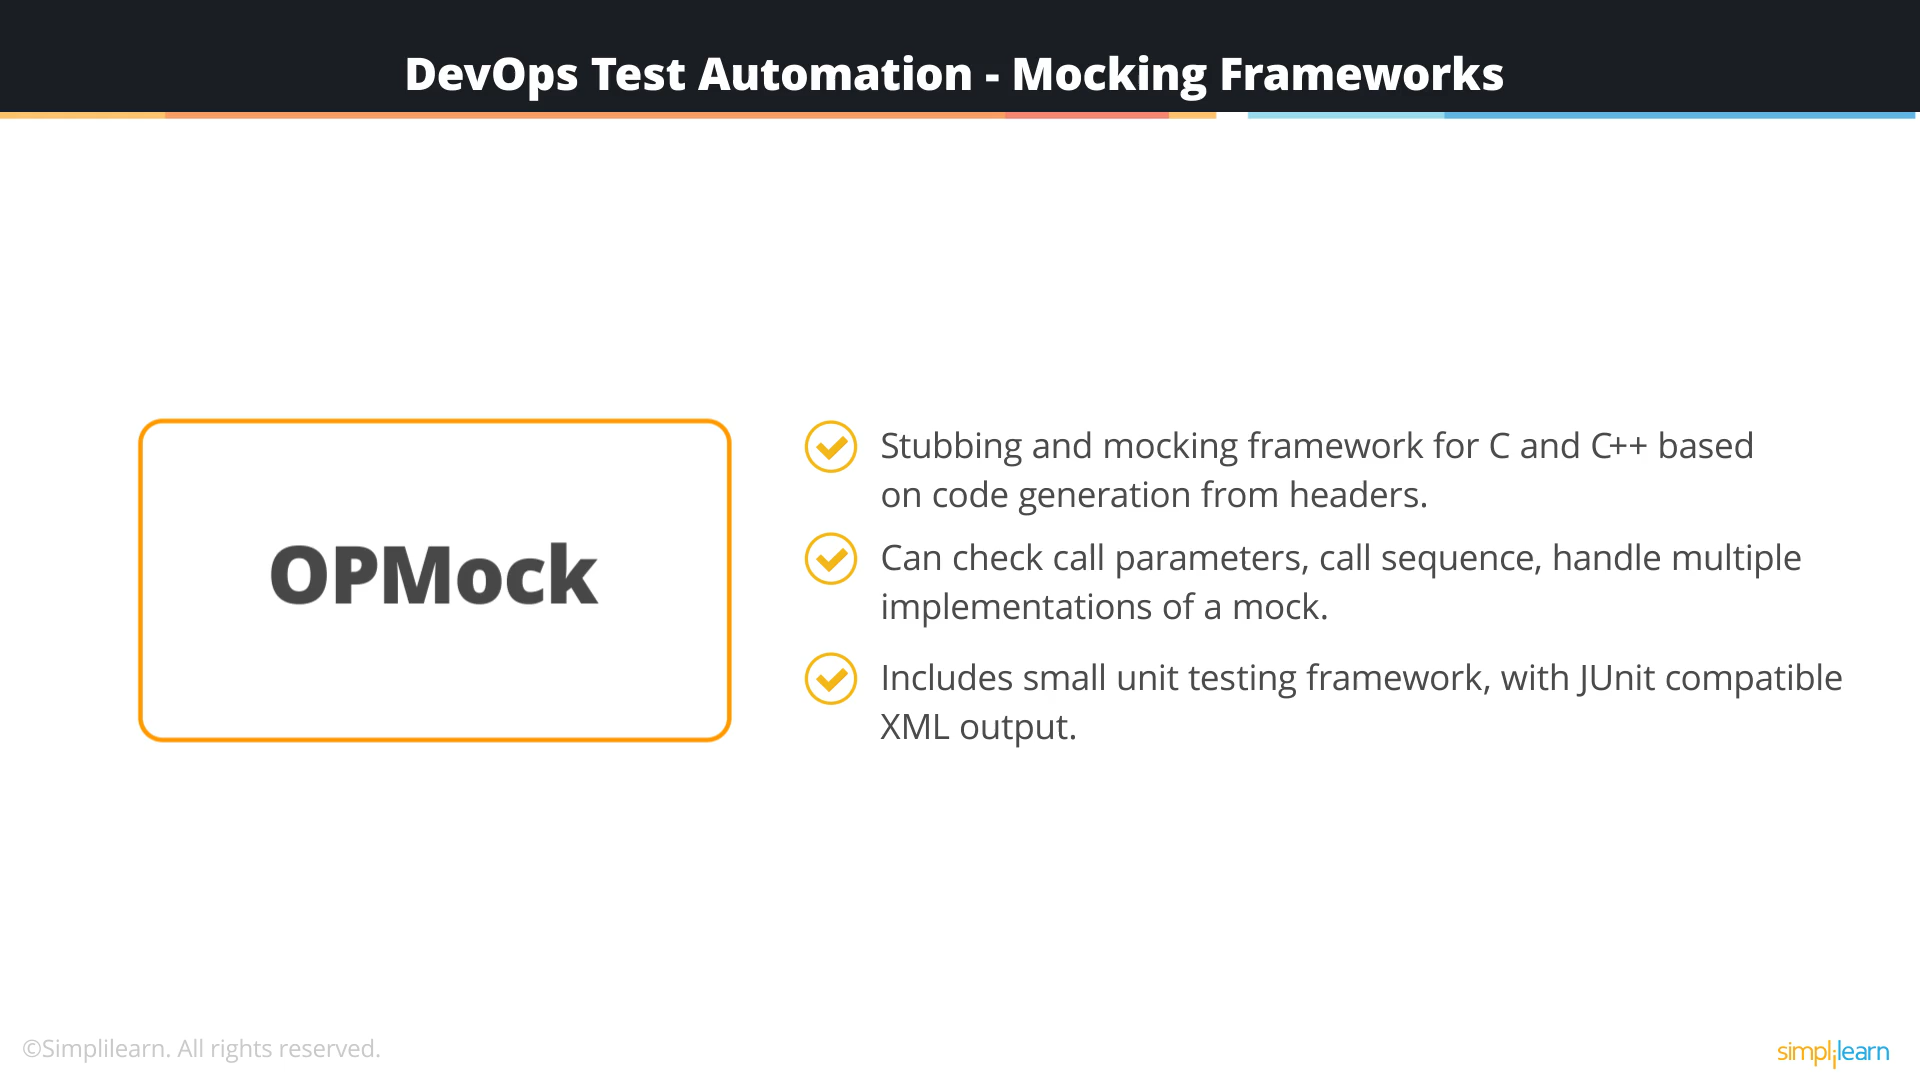 DevOps Test Automation - Mocking Frameworks
OPMock
Stubbing and mocking framework for C and C++ based
on code generation from headers.
Can check call parameters, call sequence, handle multiple
implementations of a mock.
Includes small unit testing framework, with JUnit compatible
XML output.
©Simplilearn. All rights reserved.
simplilearn